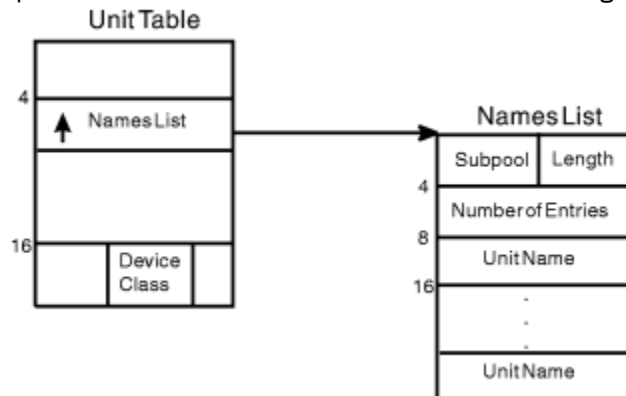 Unit Table
4
Names List
16
Device
Class
Names List
Subpool Length
4
Number of Entries
8
Unit Name
16
.
.
.
Unit Name